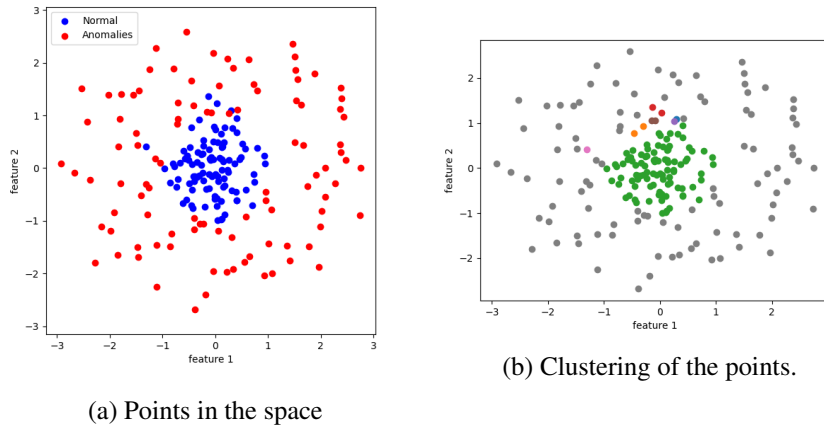 Normal
Anomalies
3
2
1
0
−1
−2
−3
feature 2
−3 −2 −1 0 1 2 3
feature 1
(a) Points in the space
2
1
0
−1
−2
feature 2
−3 −2 −1 0 1 2
feature 1
(b) Clustering of the points.